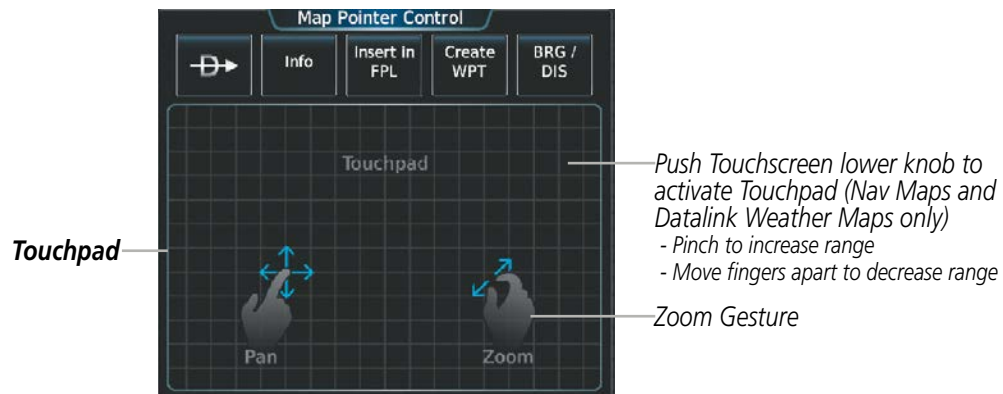 Map Pointer Control
D
Info
Insert in
FPL
Create
WPT
BRG /
DIS
Touchpad
Pan
Zoom
Touchpad
Push Touchscreen lower knob to
activate Touchpad (Nav Maps and
Datalink Weather Maps only)
- Pinch to increase range
- Move fingers apart to decrease range
Zoom Gesture